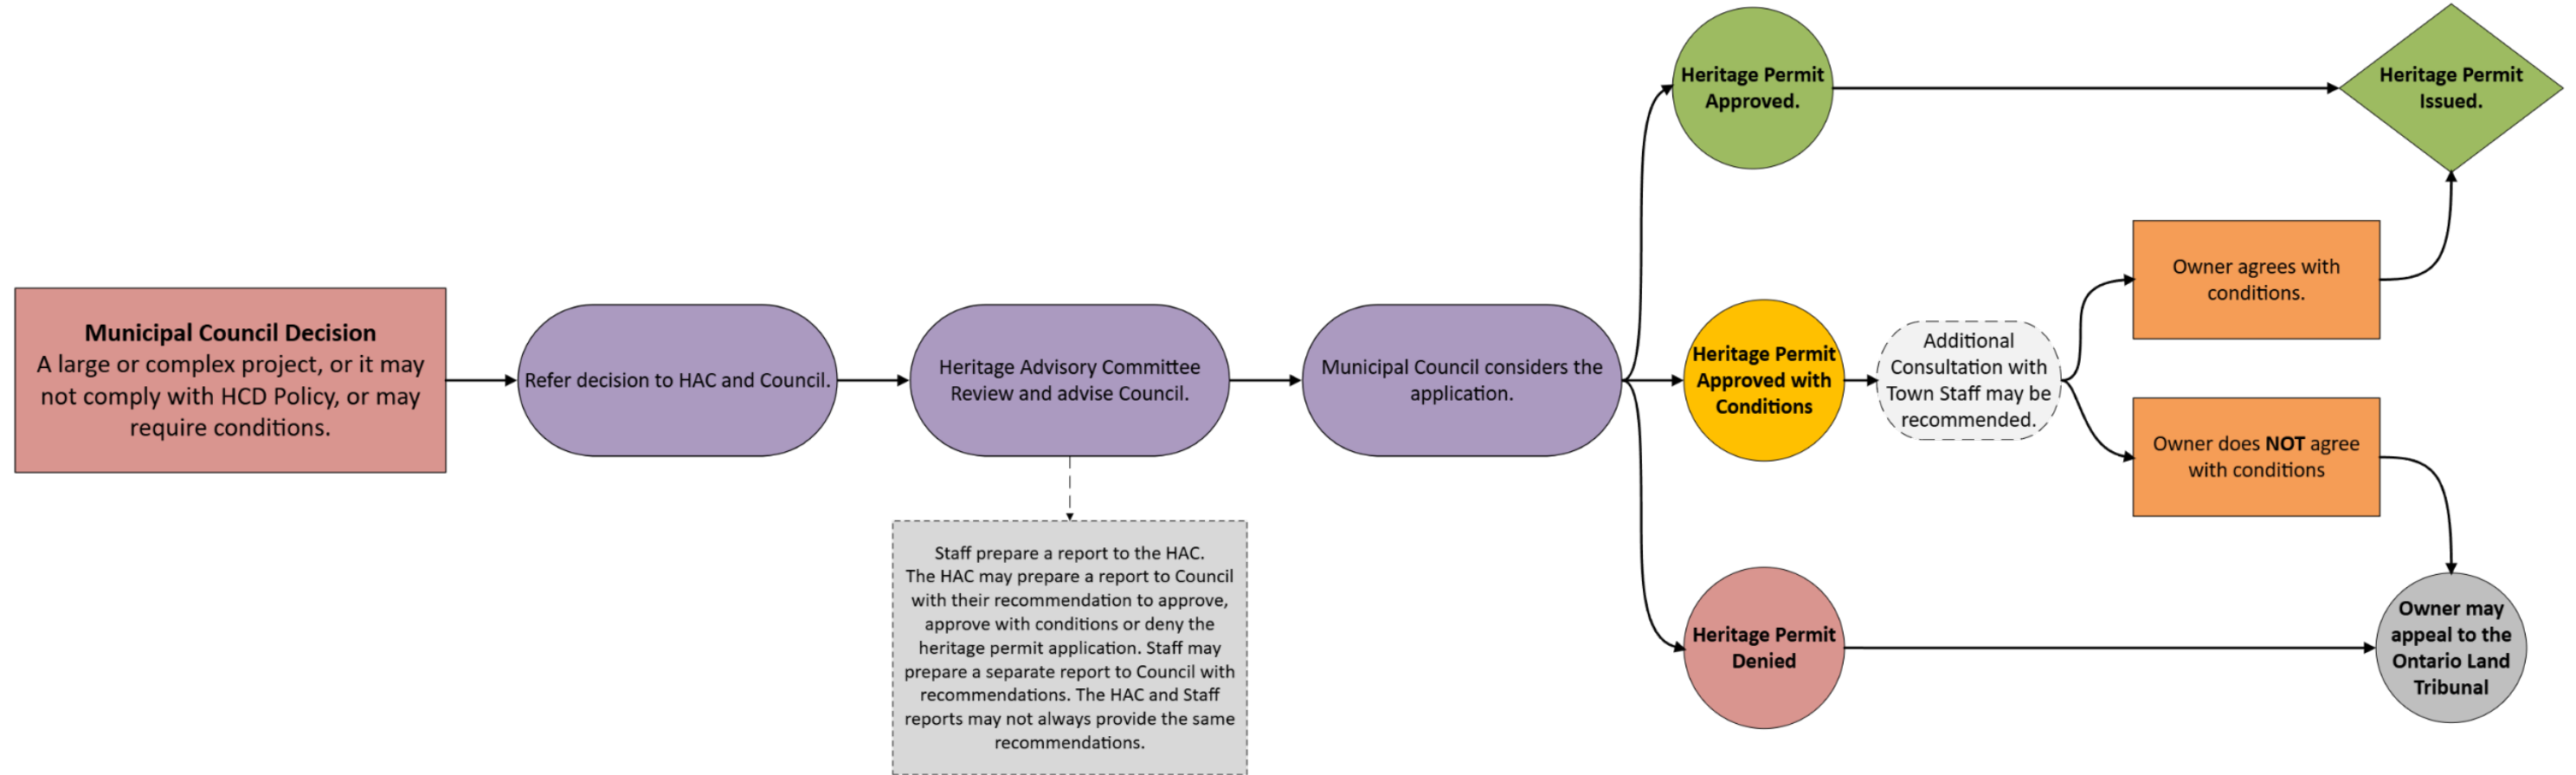 Municipal Council Decision
A large or complex project, or it may
not comply with HCD Policy, or may
require conditions.
Refer decision to HAC and Council.
Heritage Advisory Committee
Review and advise Council.
Staff prepare a report to the HAC.
The HAC may prepare a report to Council
with their recommendation to approve,
approve with conditions or deny the
heritage permit application. Staff may
prepare a separate report to Council with
recommendations. The HAC and Staff
reports may not always provide the same
recommendations.
Municipal Council considers the
application.
Heritage Permit
Approved.
Heritage Permit
Issued.
Heritage Permit
Approved with
Conditions
Additional
Consultation with
Town Staff may be
recommended.
Owner agrees with
conditions.
Owner does NOT agree
with conditions
Heritage Permit
Denied
Owner may
appeal to the
Ontario Land
Tribunal